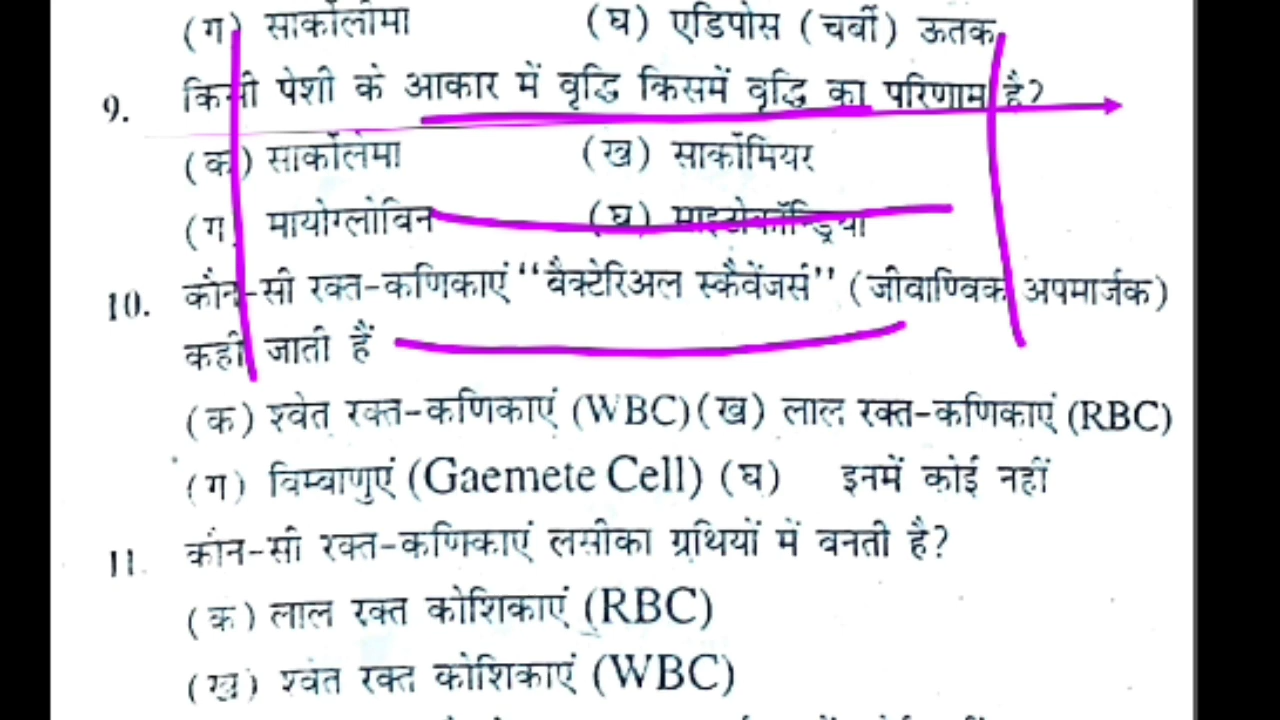 (ग) सार्कोलीमा (घ) एडिपोस (चर्बी) ऊतक
9. किसी पेशी के आकार में वृद्धि किसमें वृद्धि का परिणाम है?
(क) सार्कोलेमा (ख) सार्कोमियर
(ग) मायोग्लोविन (घ) माइटोकॉन्ड्रिया
10. कौन-सी रक्त-कणिकाएं “बैक्टेरिअल स्कैवेंजर्स” (जीवाण्विक अपमार्जक)
कही जाती हैं
(क) श्वेत रक्त-कणिकाएं (WBC) (ख) लाल रक्त-कणिकाएं (RBC)
(ग) विम्बाणुएं (Gaemete Cell) (घ) इनमें कोई नहीं
11. कौन-सी रक्त-कणिकाएं लसीका ग्रथियों में बनती है?
(क) लाल रक्त कोशिकाएं (RBC)
(ख) श्वेत रक्त कोशिकाएं (WBC)